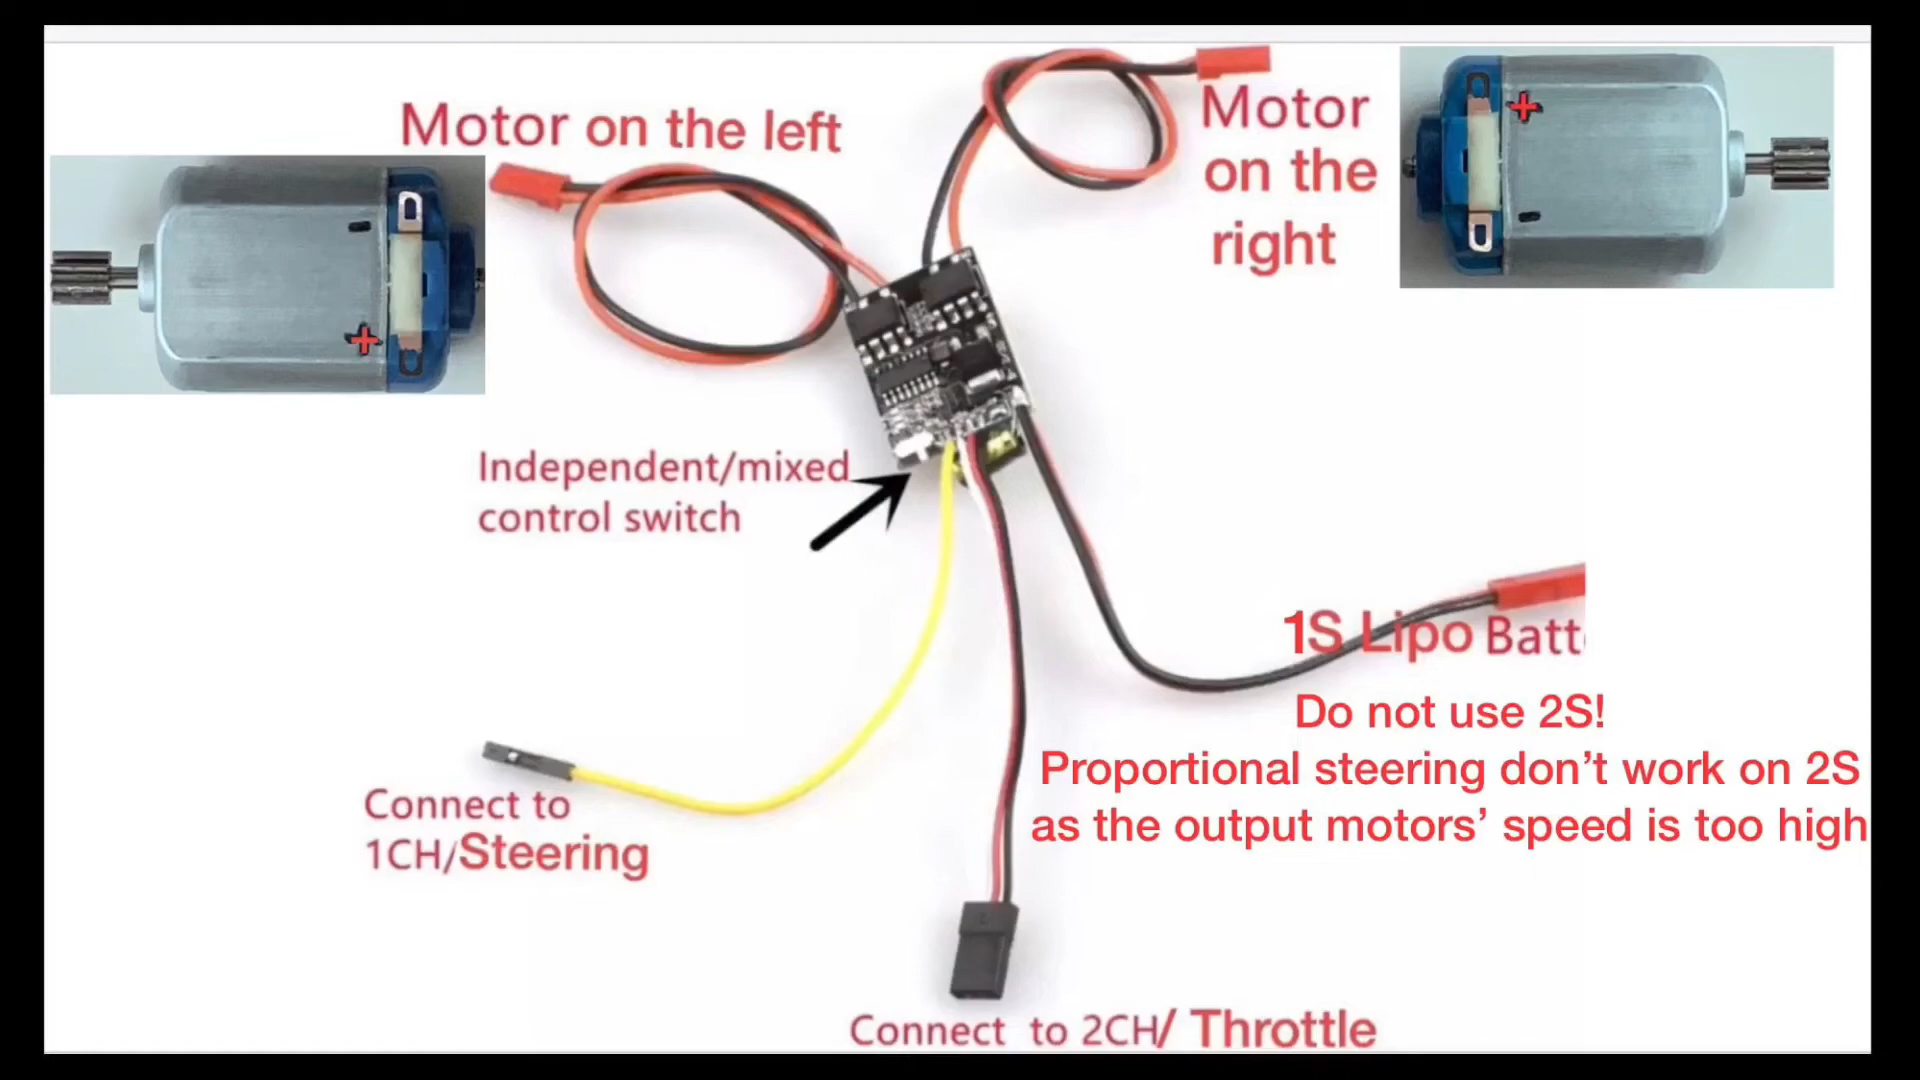 Motor on the left
Motor
on the
right
Independent/mixed
control switch
1S Lipo Batt
Do not use 2S!
Proportional steering don't work on 2S
as the output motors' speed is too high
Connect to
1CH/Steering
Connect to 2CH/ Throttle